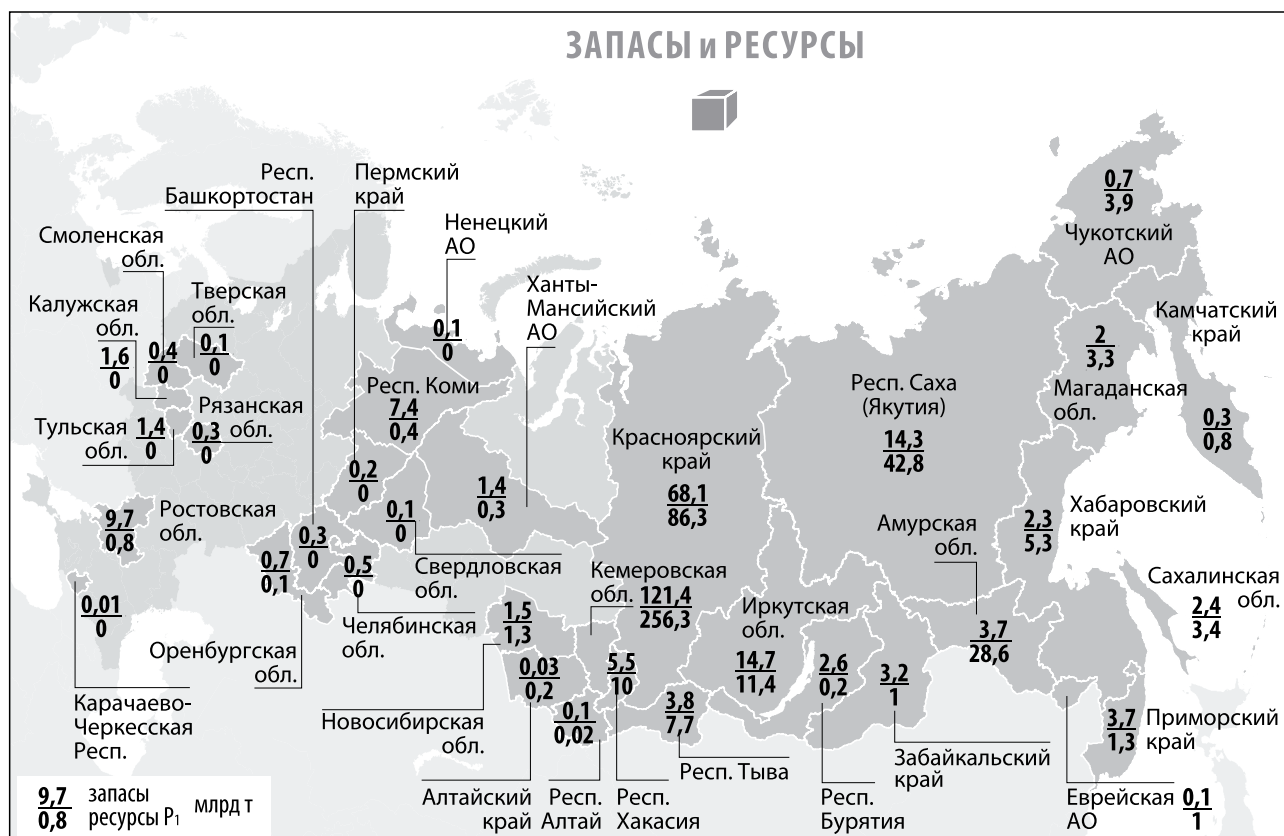 ЗАПАСЫ и РЕСУРСЫ
Респ.
Башкортостан
Пермский
край
Ненецкий
АО
0,1
0
Смоленская
обл.
0,4
0
Тверская
обл.
0,1
0
Калужская
обл.
1,6
0
Ханты-
Мансийский
АО
1,4
0,3
0,7
3,9
Чукотский
АО
Камчатский
край
0,3
0,8
2
3,3
Магаданская
обл.
Респ. Саха
(Якутия)
14,3
42,8
Респ. Коми
7,4
0,4
Красноярский
край
68,1
86,3
Рязанская
обл.
0,3
0
Тульская
обл.
1,4
0
0,2
0
0,1
0
Свердловская
обл.
Ростовская
обл.
9,7
0,8
0,3
0
0,7
0,1
0,5
0
Челябинская
обл.
Оренбургская
обл.
0,01
0
Карачаево-
Черкесская
Респ.
Кемеровская
обл.
121,4
256,3
Иркутская
обл.
14,7
11,4
Амурская
обл.
3,7
28,6
Хабаровский
край
2,3
5,3
Сахалинская
обл.
2,4
3,4
1,5
1,3
Новосибирская
обл.
0,03
0,2
Алтайский
край
0,1
0,02
Респ.
Алтай
5,5
10
Респ.
Хакасия
3,8
7,7
Респ. Тыва
2,6
0,2
Респ.
Бурятия
3,2
1
Забайкальский
край
3,7
1,3
Приморский
край
Еврейская
АО
0,1
1
9,7
0,8
запасы
ресурсы P₁
млрд т